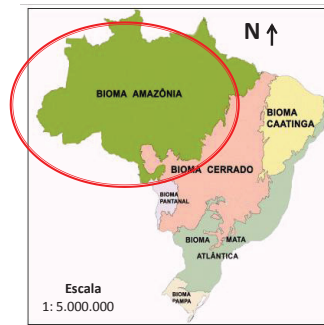 N ↑
BIOMA AMAZÔNIA
BIOMA
CAATINGA
BIOMA CERRADO
BIOMA
PANTANAL
BIOMA MATA
ATLÂNTICA
Escala
1: 5.000.000
BIOMA
PAMPA